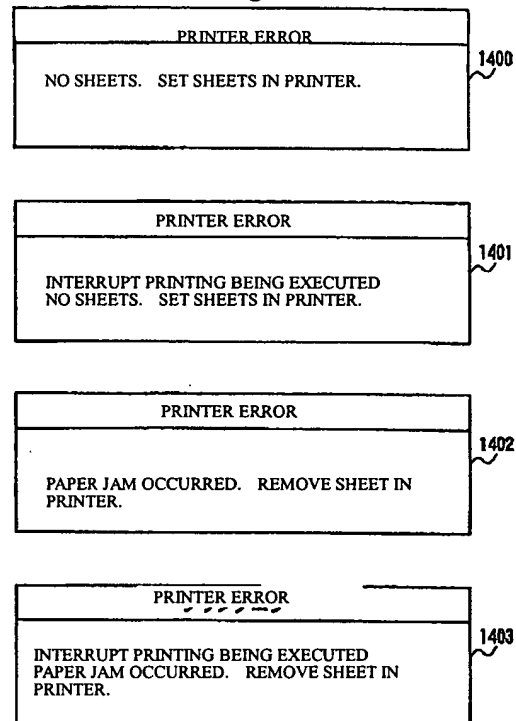 PRINTER ERROR
NO SHEETS. SET SHEETS IN PRINTER.
1400
PRINTER ERROR
INTERRUPT PRINTING BEING EXECUTED
NO SHEETS. SET SHEETS IN PRINTER.
1401
PRINTER ERROR
PAPER JAM OCCURRED. REMOVE SHEET IN
PRINTER.
1402
PRINTER ERROR
INTERRUPT PRINTING BEING EXECUTED
PAPER JAM OCCURRED. REMOVE SHEET IN
PRINTER.
1403